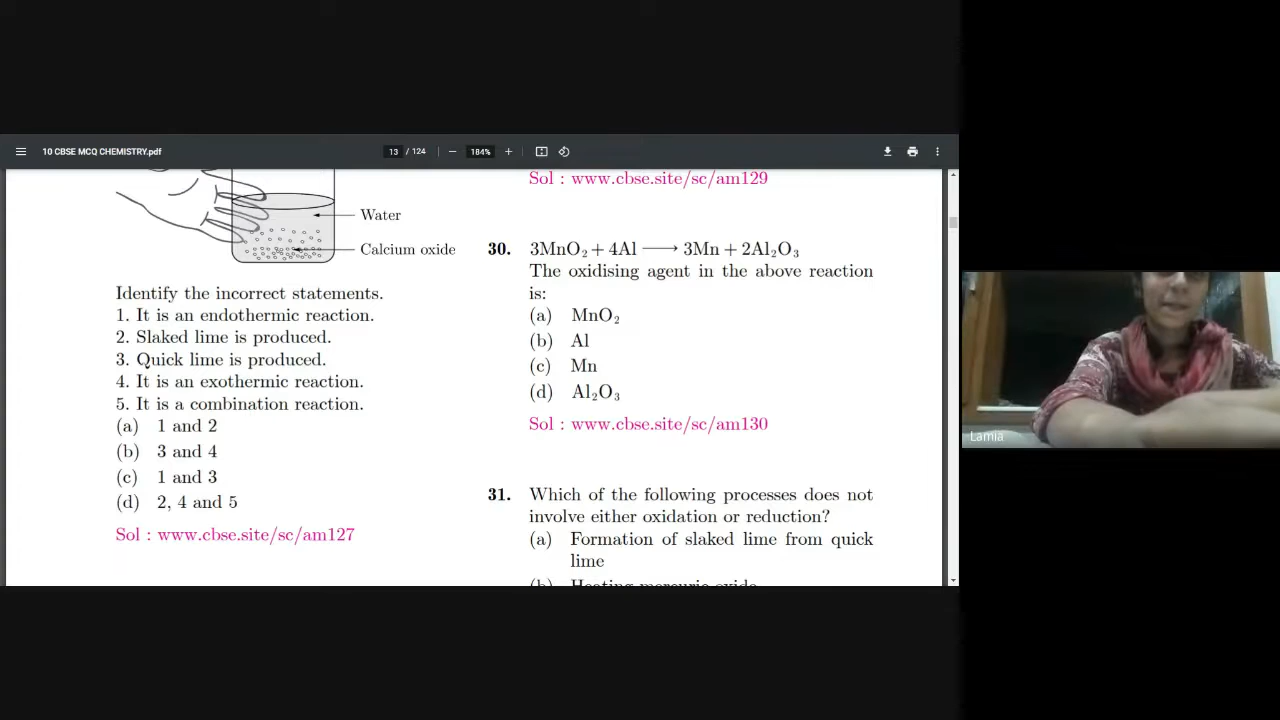 10 CBSE MCQ CHEMISTRY.pdf
13 / 124
184%
Water
Calcium oxide
Identify the incorrect statements.
1. It is an endothermic reaction.
2. Slaked lime is produced.
3. Quick lime is produced.
4. It is an exothermic reaction.
5. It is a combination reaction.
(a) 1 and 2
(b) 3 and 4
(c) 1 and 3
(d) 2, 4 and 5
Sol : www.cbse.site/sc/am127
Sol : www.cbse.site/sc/am129
30. 3MnO₂ + 4Al ⟶ 3Mn + 2Al₂O₃
The oxidising agent in the above reaction
is:
(a) MnO₂
(b) Al
(c) Mn
(d) Al₂O₃
Sol : www.cbse.site/sc/am130
31. Which of the following processes does not
involve either oxidation or reduction?
(a) Formation of slaked lime from quick
lime
(b) Heating mercuric oxide
Lamia